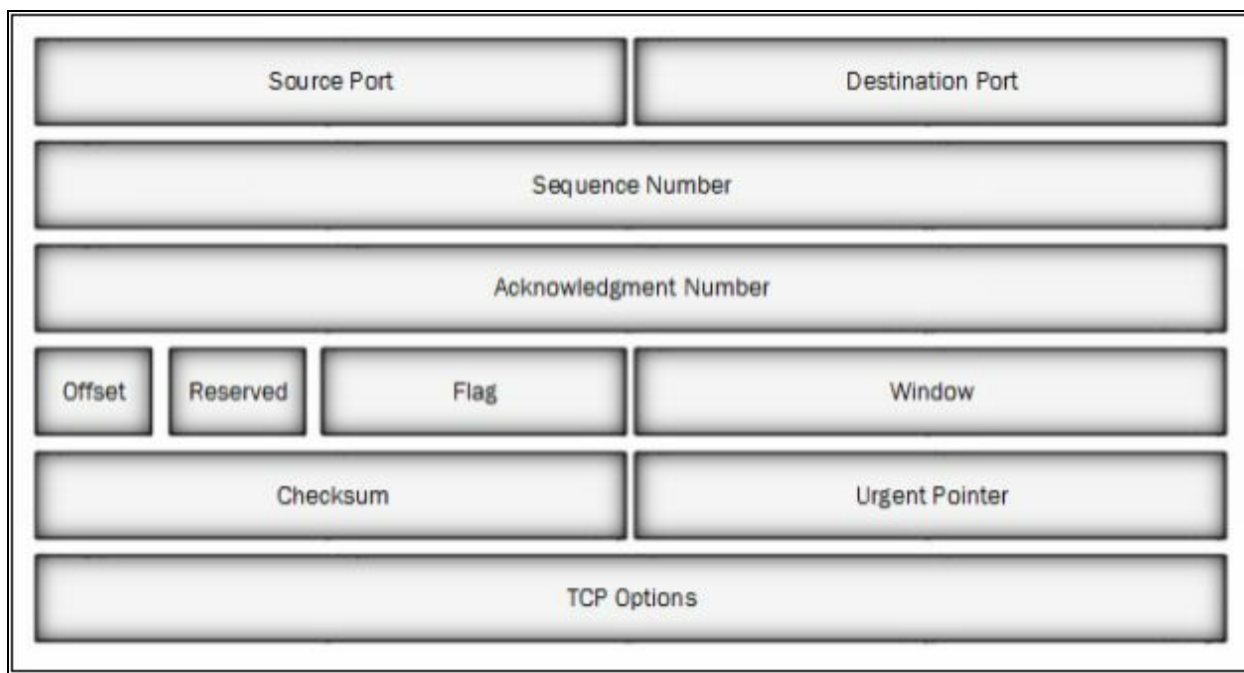 Source Port Destination Port
Sequence Number
Acknowledgment Number
Offset Reserved Flag Window
Checksum Urgent Pointer
TCP Options